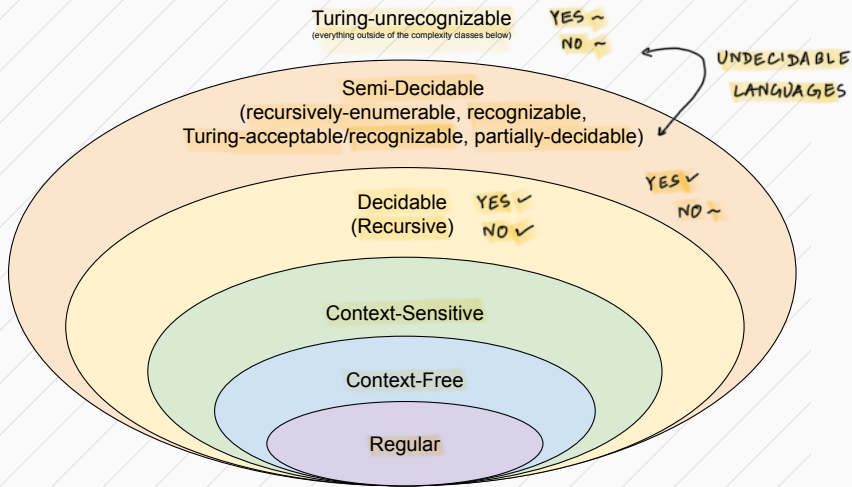 Turing-unrecognizable
(everything outside of the complexity classes below)
YES ~
NO ~
UNDECIDABLE
LANGUAGES
Semi-Decidable
(recursively-enumerable, recognizable,
Turing-acceptable/recognizable, partially-decidable)
YES ✓
NO ~
Decidable
(Recursive)
YES ✓
NO ✓
Context-Sensitive
Context-Free
Regular